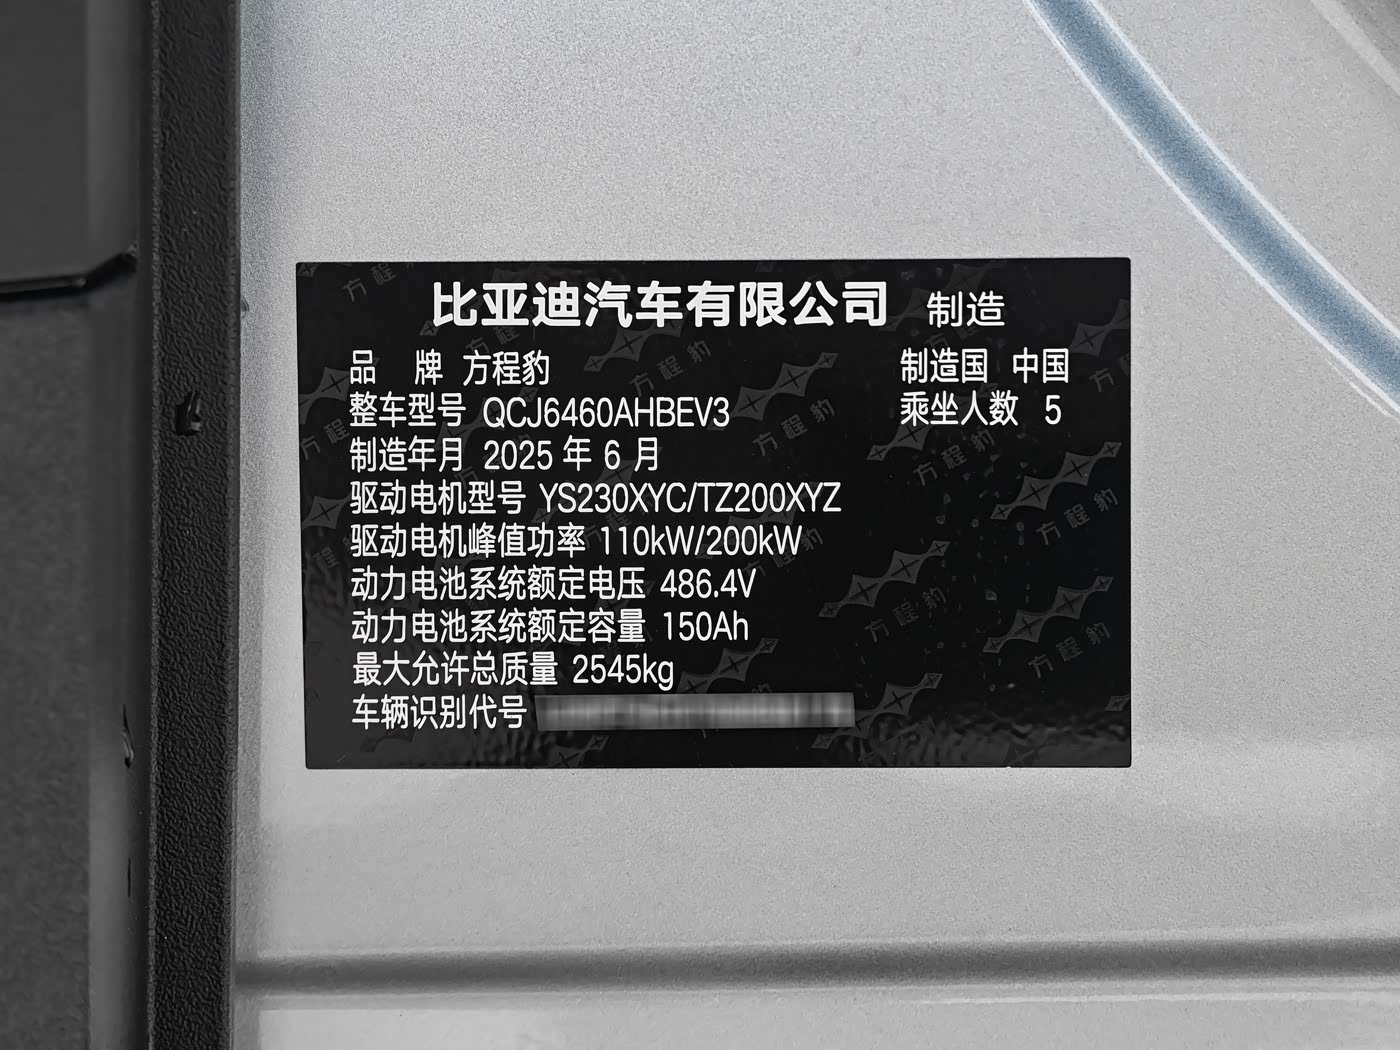 比亚迪汽车有限公司 制造
品 牌 方程豹 制造国 中国
整车型号 QCJ6460AHBEV3 乘坐人数 5
制造年月 2025 年 6 月
驱动电机型号 YS230XYC/TZ200XYZ
驱动电机峰值功率 110kW/200kW
动力电池系统额定电压 486.4V
动力电池系统额定容量 150Ah
最大允许总质量 2545kg
车辆识别代号